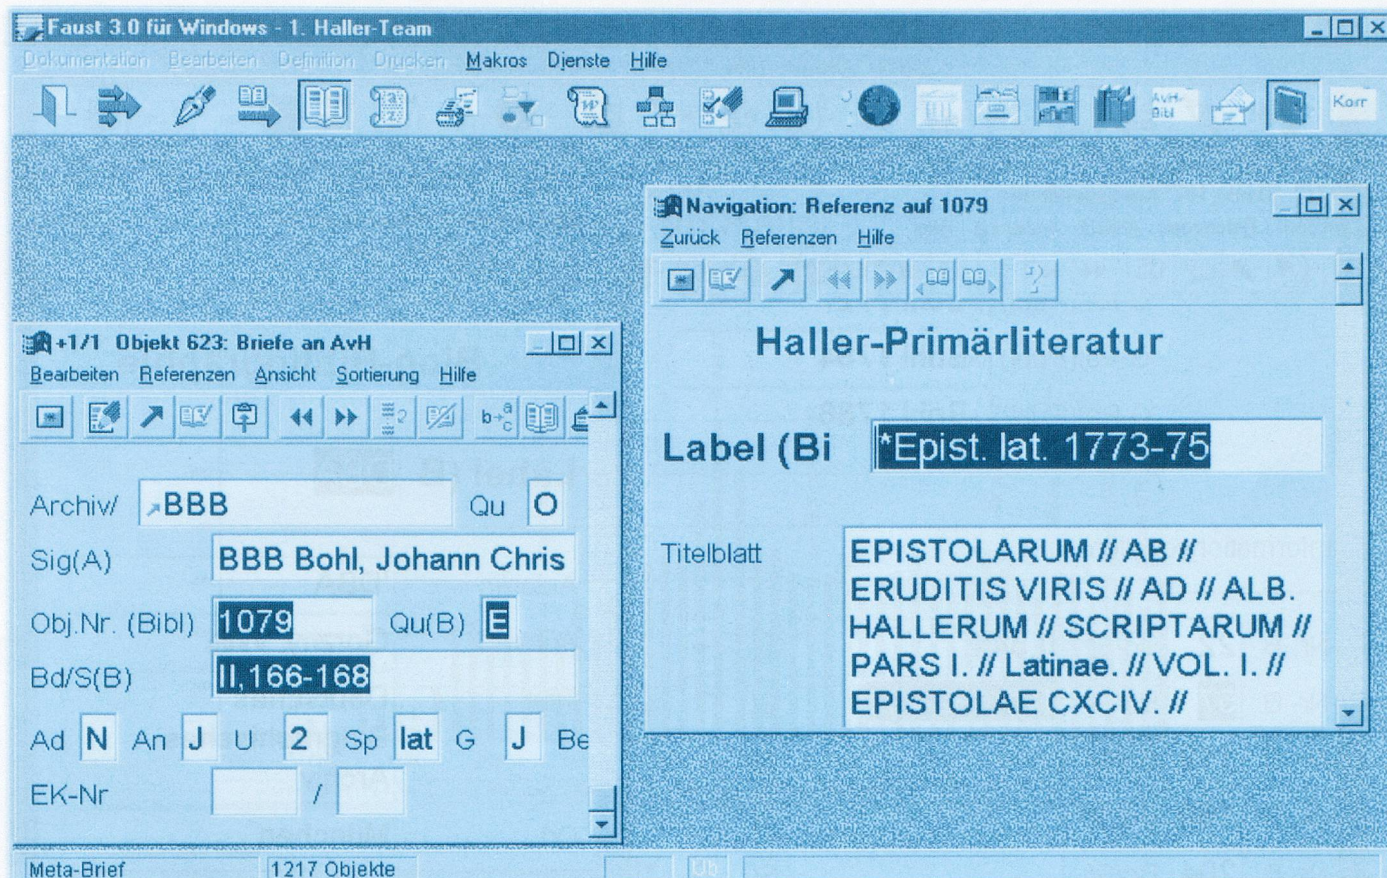 Faust 3.0 für Windows - 1. Haller-Team
Dokumentation Bearbeiten Definition Drucken Makros Dienste Hilfe
AvH-
Bibl
Korr
Navigation: Referenz auf 1079
Zurück Referenzen Hilfe
Haller-Primärliteratur
Label (Bi *Epist. lat. 1773-75
Titelblatt EPISTOLARUM // AB //
ERUDITIS VIRIS // AD // ALB.
HALLERUM // SCRIPTARUM //
PARS I. // Latinae. // VOL. I. //
EPISTOLAE CXCIV. //
+1/1 Objekt 623: Briefe an AvH
Bearbeiten Referenzen Ansicht Sortierung Hilfe
b→a
c
Archiv/ BBB Qu O
Sig(A) BBB Bohl, Johann Chris
Obj.Nr. (Bibl) 1079 Qu(B) E
Bd/S(B) II,166-168
Ad N An J U 2 Sp lat G J Be
EK-Nr /
Meta-Brief 1217 Objekte Üb